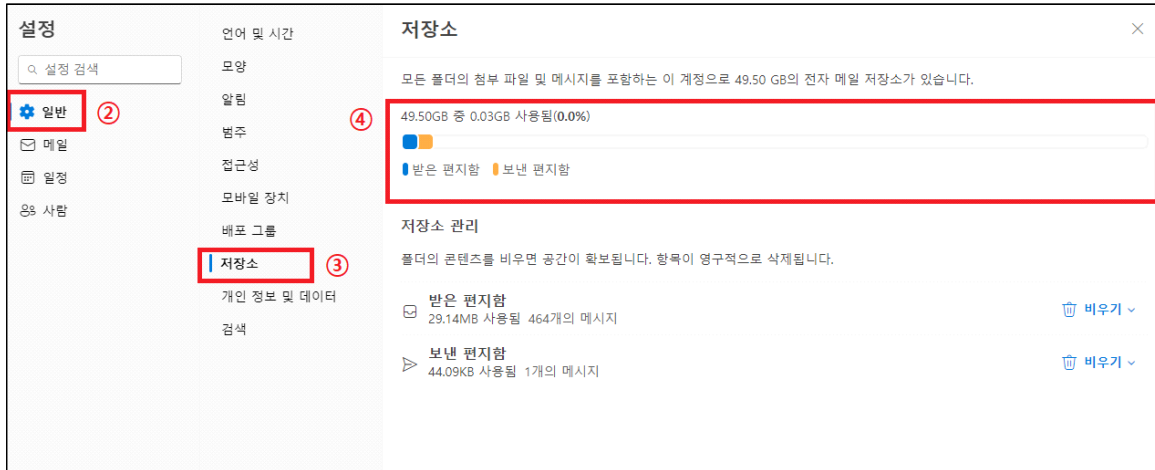 설정
설정 검색
일반
②
메일
일정
사람
언어 및 시간
모양
알림
범주
접근성
모바일 장치
배포 그룹
저장소
③
개인 정보 및 데이터
검색
저장소
모든 폴더의 첨부 파일 및 메시지를 포함하는 이 계정으로 49.50 GB의 전자 메일 저장소가 있습니다.
④
49.50GB 중 0.03GB 사용됨(0.0%)
받은 편지함 보낸 편지함
저장소 관리
폴더의 콘텐츠를 비우면 공간이 확보됩니다. 항목이 영구적으로 삭제됩니다.
받은 편지함
29.14MB 사용됨 464개의 메시지
비우기
보낸 편지함
44.09KB 사용됨 1개의 메시지
비우기